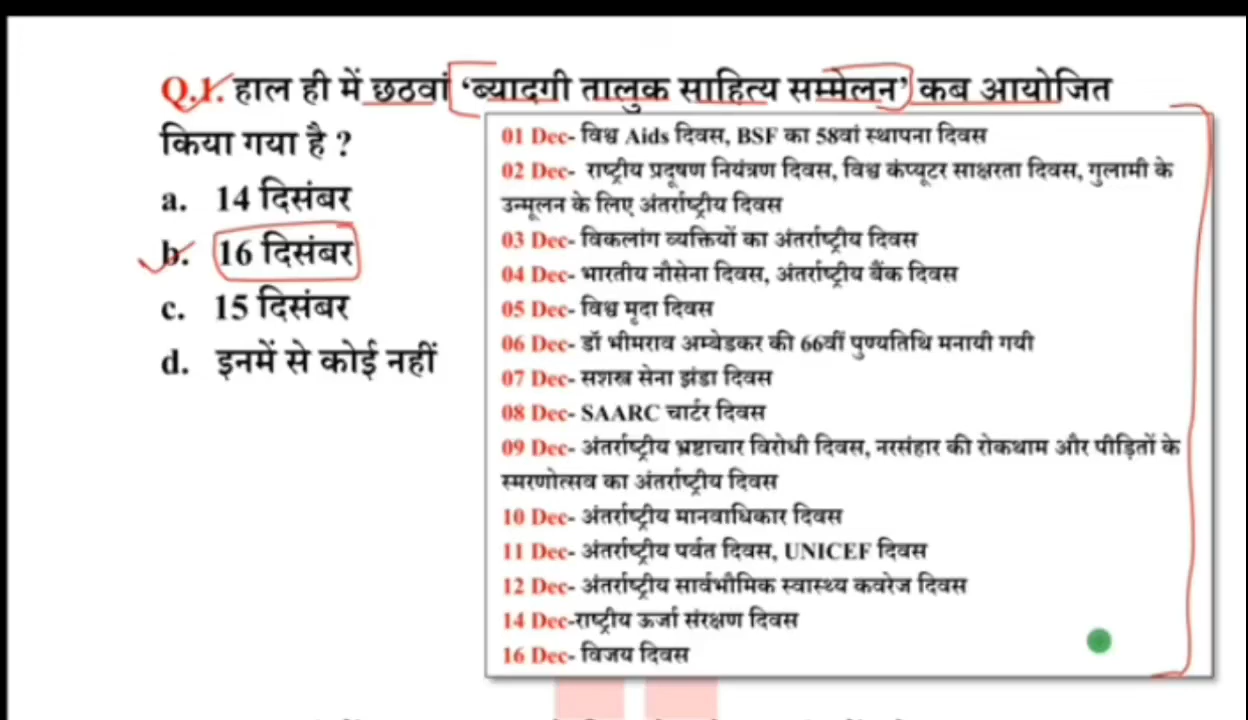 Q.1. हाल ही में छठवां ‘ब्यादगी तालुक साहित्य सम्मेलन’ कब आयोजित
किया गया है ?
a. 14 दिसंबर
b. 16 दिसंबर
c. 15 दिसंबर
d. इनमें से कोई नहीं
01 Dec- विश्व Aids दिवस, BSF का 58वां स्थापना दिवस
02 Dec- राष्ट्रीय प्रदूषण नियंत्रण दिवस, विश्व कंप्यूटर साक्षरता दिवस, गुलामी के
उन्मूलन के लिए अंतर्राष्ट्रीय दिवस
03 Dec- विकलांग व्यक्तियों का अंतर्राष्ट्रीय दिवस
04 Dec- भारतीय नौसेना दिवस, अंतर्राष्ट्रीय बैंक दिवस
05 Dec- विश्व मृदा दिवस
06 Dec- डॉ भीमराव अम्बेडकर की 66वीं पुण्यतिथि मनायी गयी
07 Dec- सशस्त्र सेना झंडा दिवस
08 Dec- SAARC चार्टर दिवस
09 Dec- अंतर्राष्ट्रीय भ्रष्टाचार विरोधी दिवस, नरसंहार की रोकथाम और पीड़ितों के
स्मरणोत्सव का अंतर्राष्ट्रीय दिवस
10 Dec- अंतर्राष्ट्रीय मानवाधिकार दिवस
11 Dec- अंतर्राष्ट्रीय पर्वत दिवस, UNICEF दिवस
12 Dec- अंतर्राष्ट्रीय सार्वभौमिक स्वास्थ्य कवरेज दिवस
14 Dec-राष्ट्रीय ऊर्जा संरक्षण दिवस
16 Dec- विजय दिवस